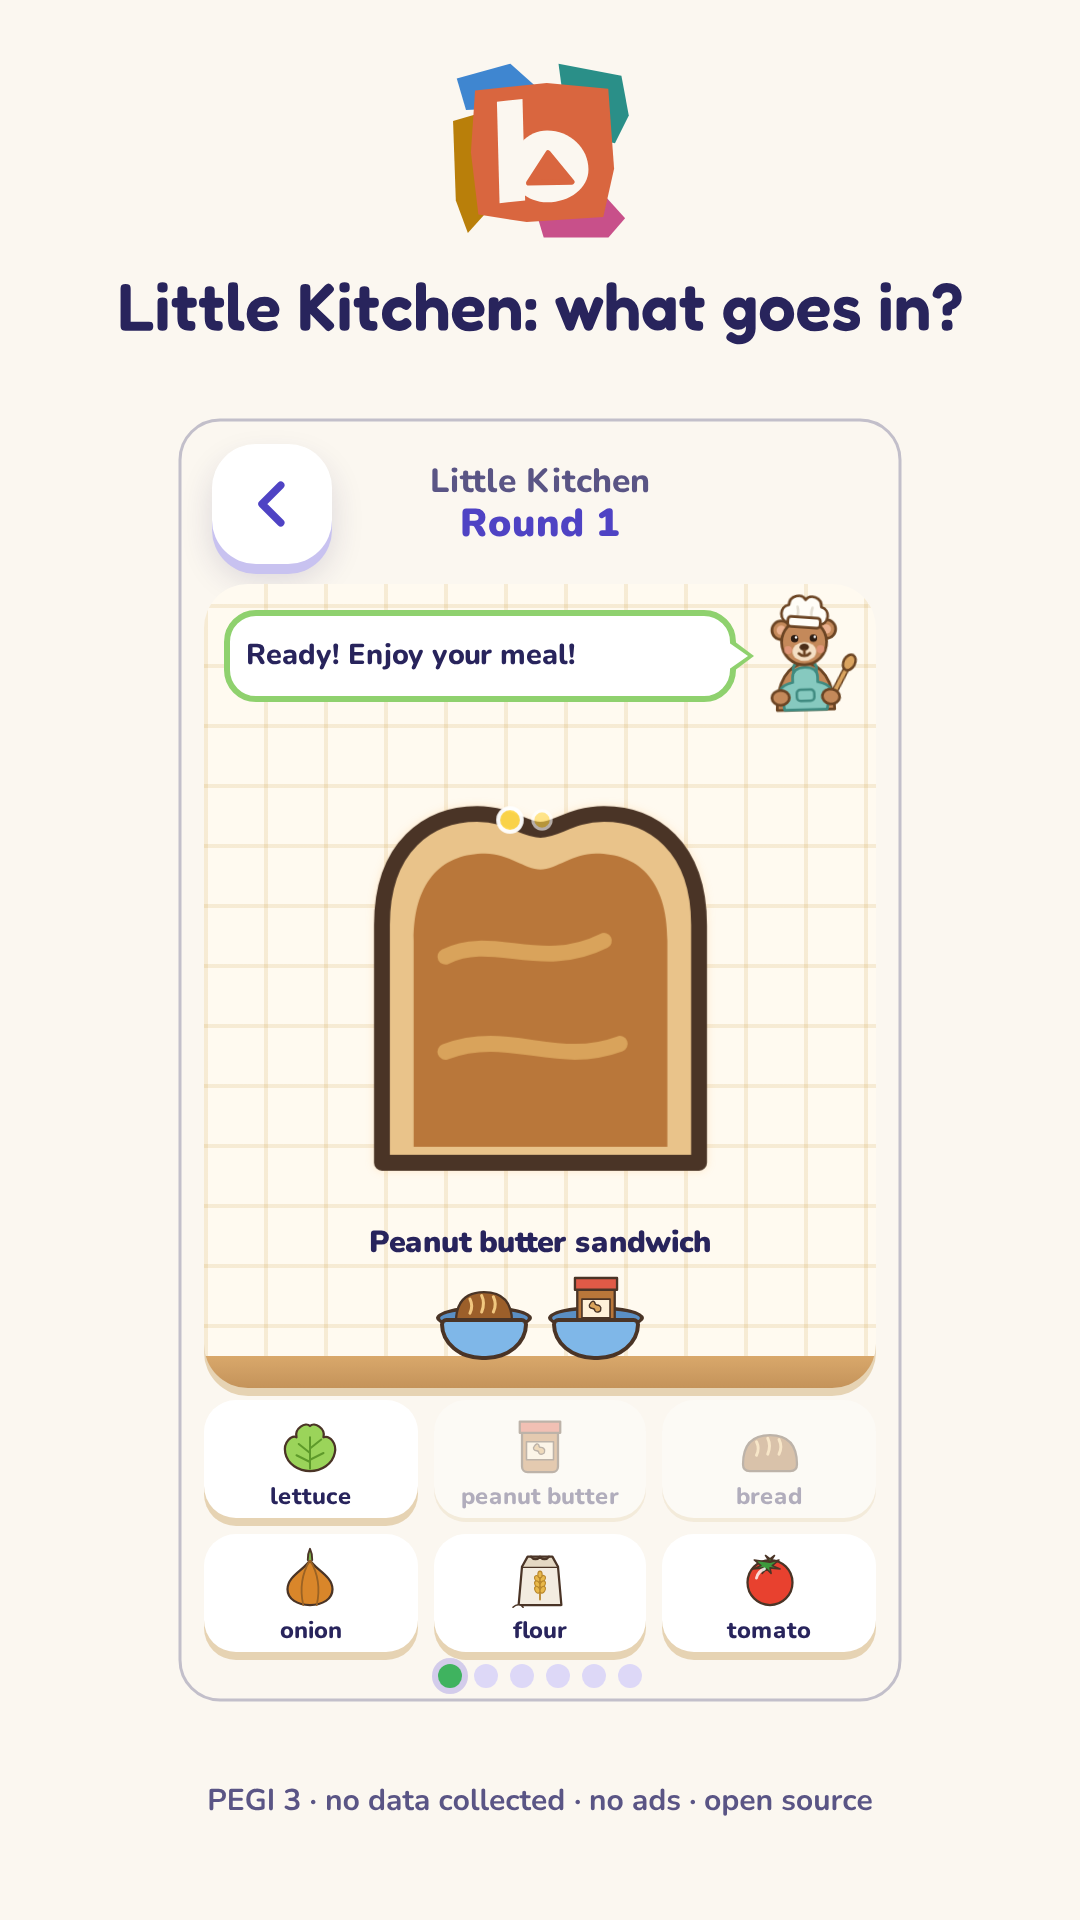 b
Little Kitchen: what goes in?
Little Kitchen
Round 1
Ready! Enjoy your meal!
Peanut butter sandwich
lettuce
peanut butter
bread
onion
flour
tomato
PEGI 3 · no data collected · no ads · open source